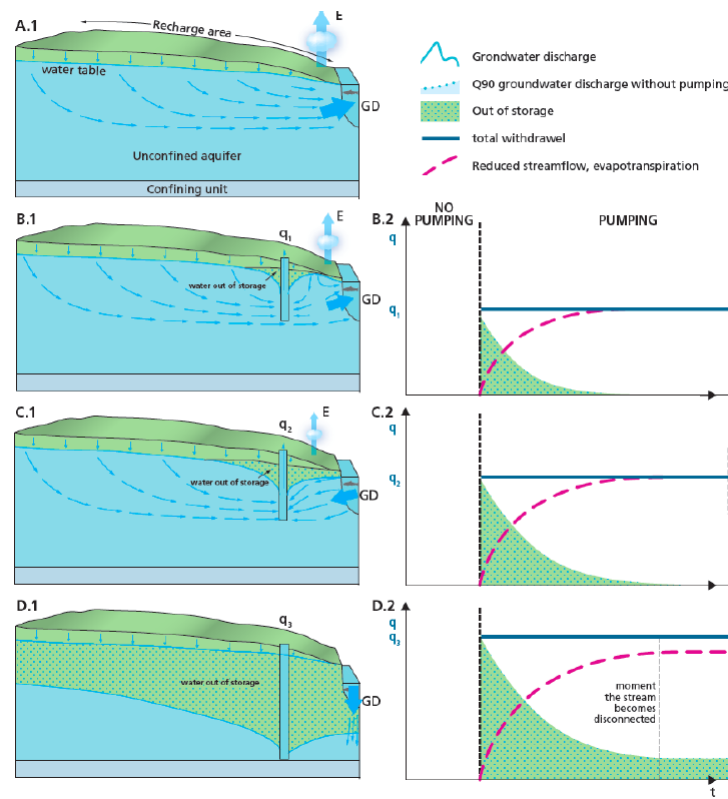 A.1
Recharge area
E
water table
GD
Unconfined aquifer
Confining unit
Grondwater discharge
Q90 groundwater discharge without pumping
Out of storage
total withdrawel
Reduced streamflow, evapotranspiration
B.1
q₁
E
water out of storage
GD
B.2
NO
PUMPING
PUMPING
q
q₁
C.1
q₂
E
water out of storage
GD
C.2
q
q₂
D.1
q₃
water out of storage
GD
D.2
q
q₃
moment
the stream
becomes
disconnected
t